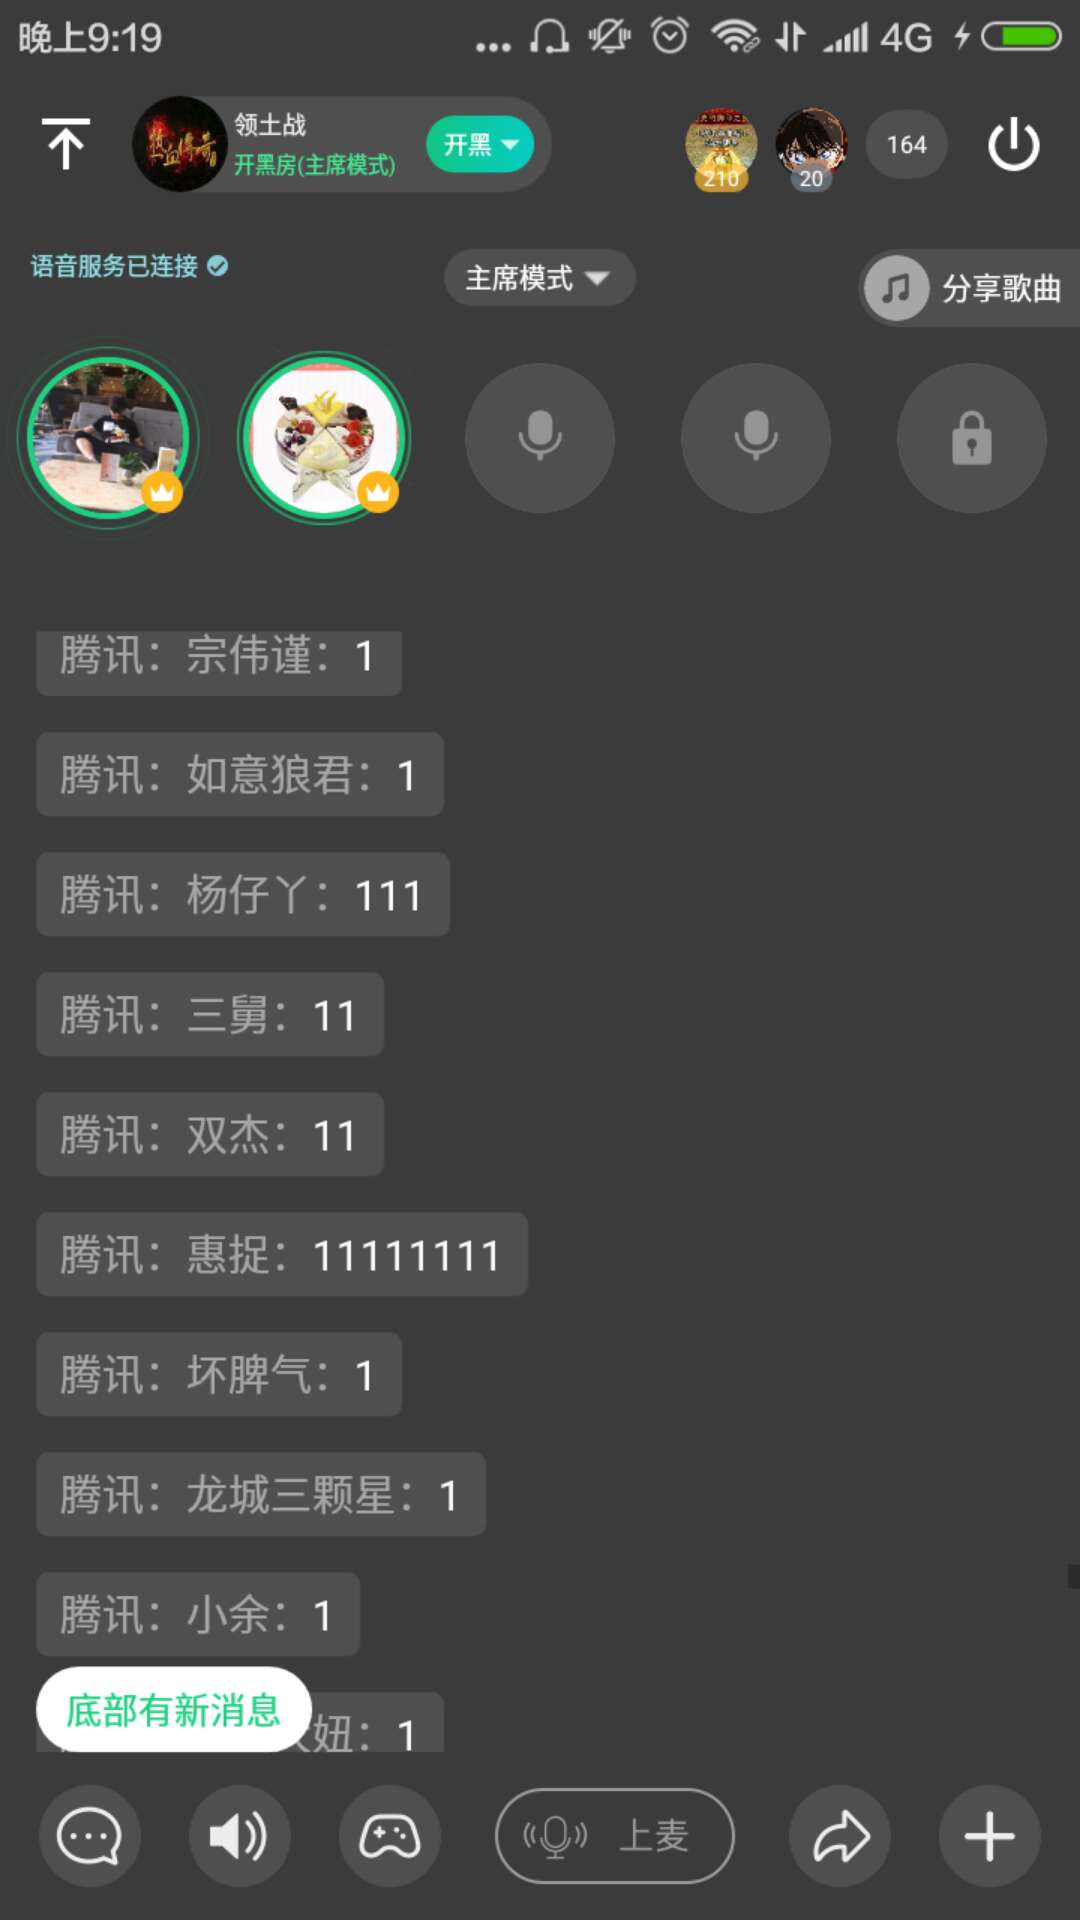 晚上9:19
4G
热血传奇
领土战
开黑房(主席模式)
开黑
210
20
164
语音服务已连接
主席模式
分享歌曲
腾讯：宗伟谨：1
腾讯：如意狼君：1
腾讯：杨仔丫：111
腾讯：三舅：11
腾讯：双杰：11
腾讯：惠捉：11111111
腾讯：坏脾气：1
腾讯：龙城三颗星：1
腾讯：小余：1
底部有新消息
妞：1
上麦